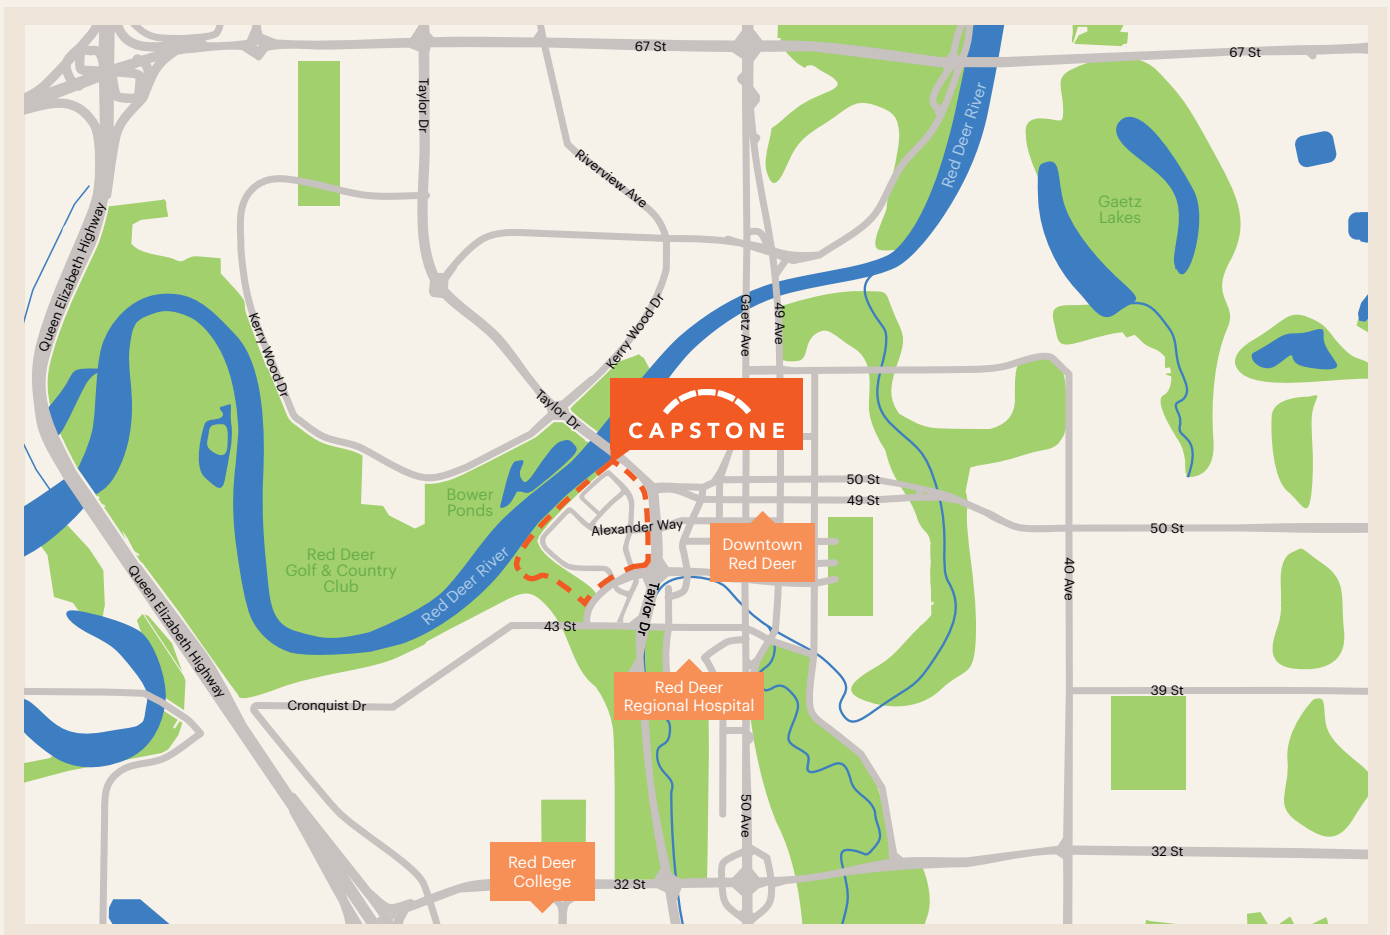 67 St
67 St
Taylor Dr
Red Deer River
Riverview Ave
Gaetz
Lakes
Queen Elizabeth Highway
Kerry Wood Dr
Kerry Wood Dr
Gaetz Ave
49 Ave
Taylor Dr
CAPSTONE
50 St
49 St
Bower
Ponds
Alexander Way
50 St
Downtown
Red Deer
Red Deer
Golf & Country
Club
Red Deer River
Queen Elizabeth Highway
40 Ave
Taylor Dr
43 St
Red Deer
Regional Hospital
39 St
Cronquist Dr
50 Ave
32 St
Red Deer
College
32 St